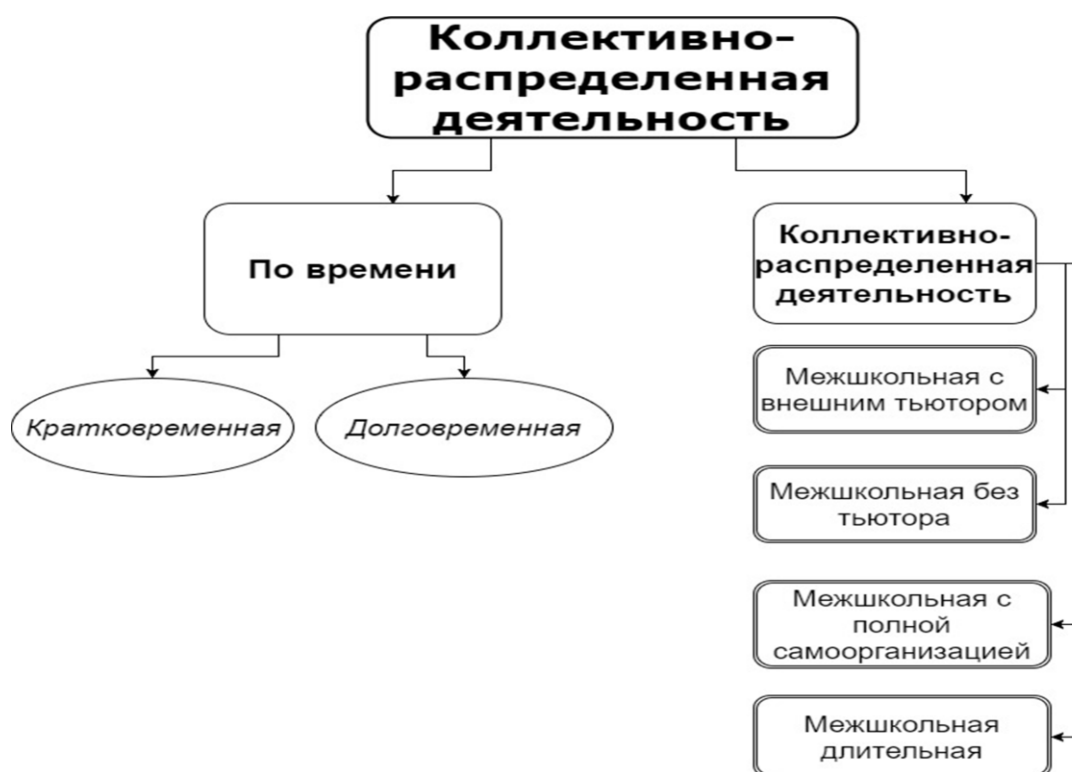 Коллективно-
распределенная
деятельность
По времени
Кратковременная
Долговременная
Коллективно-
распределенная
деятельность
Межшкольная с
внешним тьютором
Межшкольная без
тьютора
Межшкольная с
полной
самоорганизацией
Межшкольная
длительная